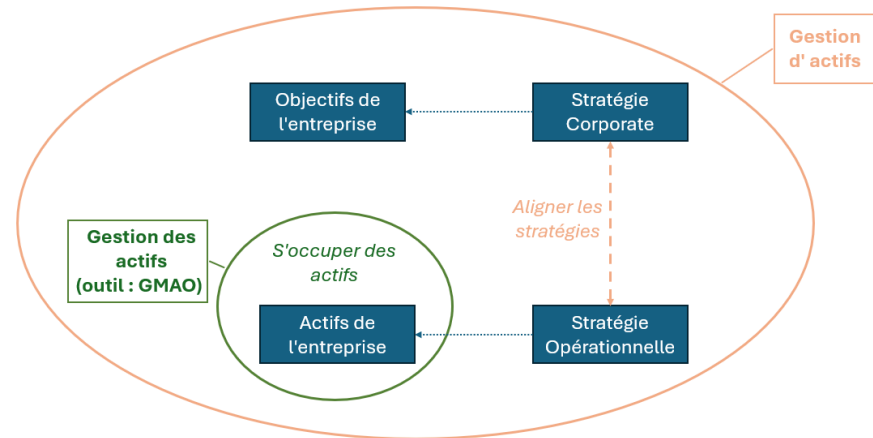 Gestion
d' actifs
Objectifs de
l'entreprise
Stratégie
Corporate
Aligner les
stratégies
Gestion des
actifs
(outil : GMAO)
S'occuper des
actifs
Actifs de
l'entreprise
Stratégie
Opérationnelle